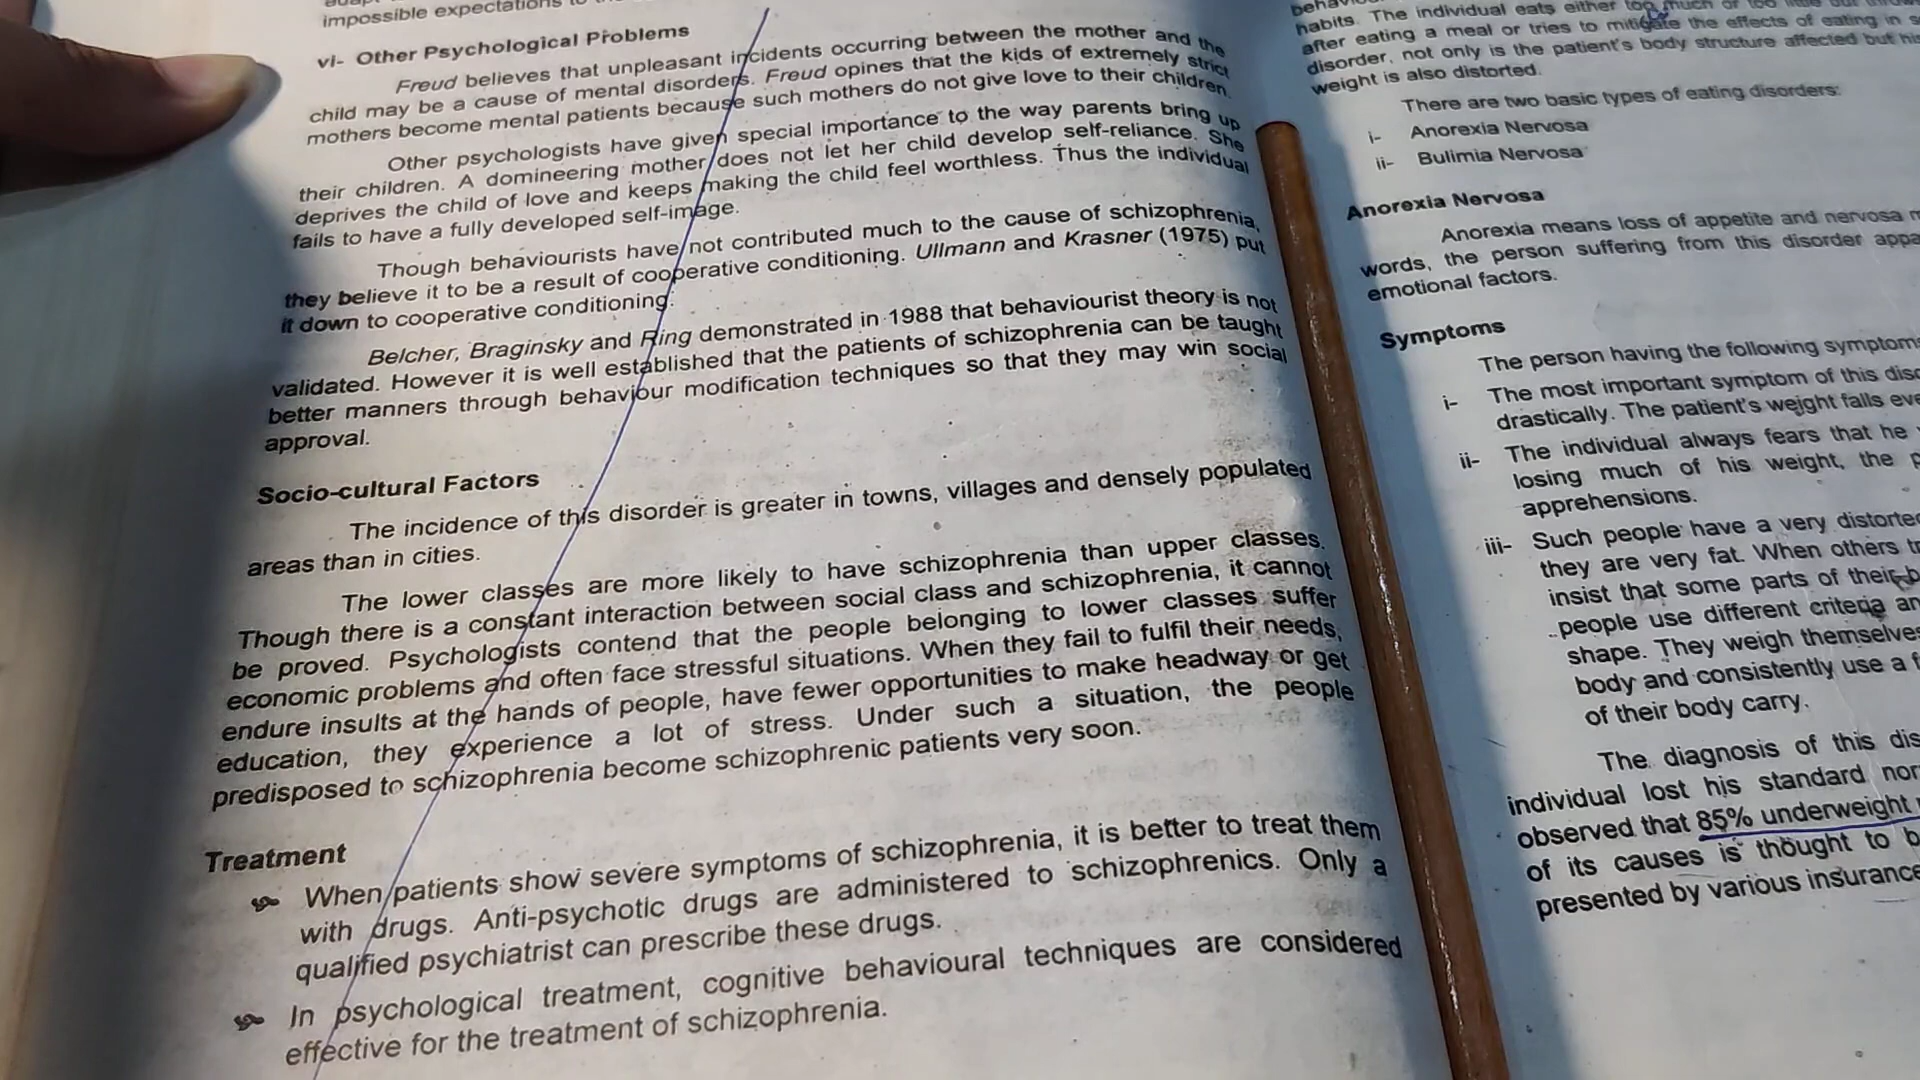 impossible expectations to
vi- Other Psychological Problems
Freud believes that unpleasant incidents occurring between the mother and the
child may be a cause of mental disorders. Freud opines that the kids of extremely strict
mothers become mental patients because such mothers do not give love to their children.
Other psychologists have given special importance to the way parents bring up
their children. A domineering mother does not let her child develop self-reliance. She
deprives the child of love and keeps making the child feel worthless. Thus the individual
fails to have a fully developed self-image.
Though behaviourists have not contributed much to the cause of schizophrenia,
they believe it to be a result of cooperative conditioning. Ullmann and Krasner (1975) put
it down to cooperative conditioning.
Belcher, Braginsky and Ring demonstrated in 1988 that behaviourist theory is not
validated. However it is well established that the patients of schizophrenia can be taught
better manners through behaviour modification techniques so that they may win social
approval.
Socio-cultural Factors
The incidence of this disorder is greater in towns, villages and densely populated
areas than in cities.
The lower classes are more likely to have schizophrenia than upper classes.
Though there is a constant interaction between social class and schizophrenia, it cannot
be proved. Psychologists contend that the people belonging to lower classes suffer
economic problems and often face stressful situations. When they fail to fulfil their needs,
endure insults at the hands of people, have fewer opportunities to make headway or get
education, they experience a lot of stress. Under such a situation, the people
predisposed to schizophrenia become schizophrenic patients very soon.
Treatment
When patients show severe symptoms of schizophrenia, it is better to treat them
with drugs. Anti-psychotic drugs are administered to schizophrenics. Only a
qualified psychiatrist can prescribe these drugs.
In psychological treatment, cognitive behavioural techniques are considered
effective for the treatment of schizophrenia.
habits. The individual eats either too much or too little
after eating a meal or tries to mitigate the effects of eating in
disorder, not only is the patient's body structure affected but his
weight is also distorted.
There are two basic types of eating disorders:
i- Anorexia Nervosa
ii- Bulimia Nervosa
Anorexia Nervosa
Anorexia means loss of appetite and nervosa
words, the person suffering from this disorder
emotional factors.
Symptoms
The person having the following symptoms
i- The most important symptom of this
drastically. The patient's weight falls
ii- The individual always fears that he
losing much of his weight, the
apprehensions.
iii- Such people have a very distorted
they are very fat. When others
insist that some parts of their
people use different criteria
shape. They weigh themselves
body and consistently use a
of their body carry.
The diagnosis of this
individual lost his standard
observed that 85% underweight
of its causes is thought to
presented by various insurance